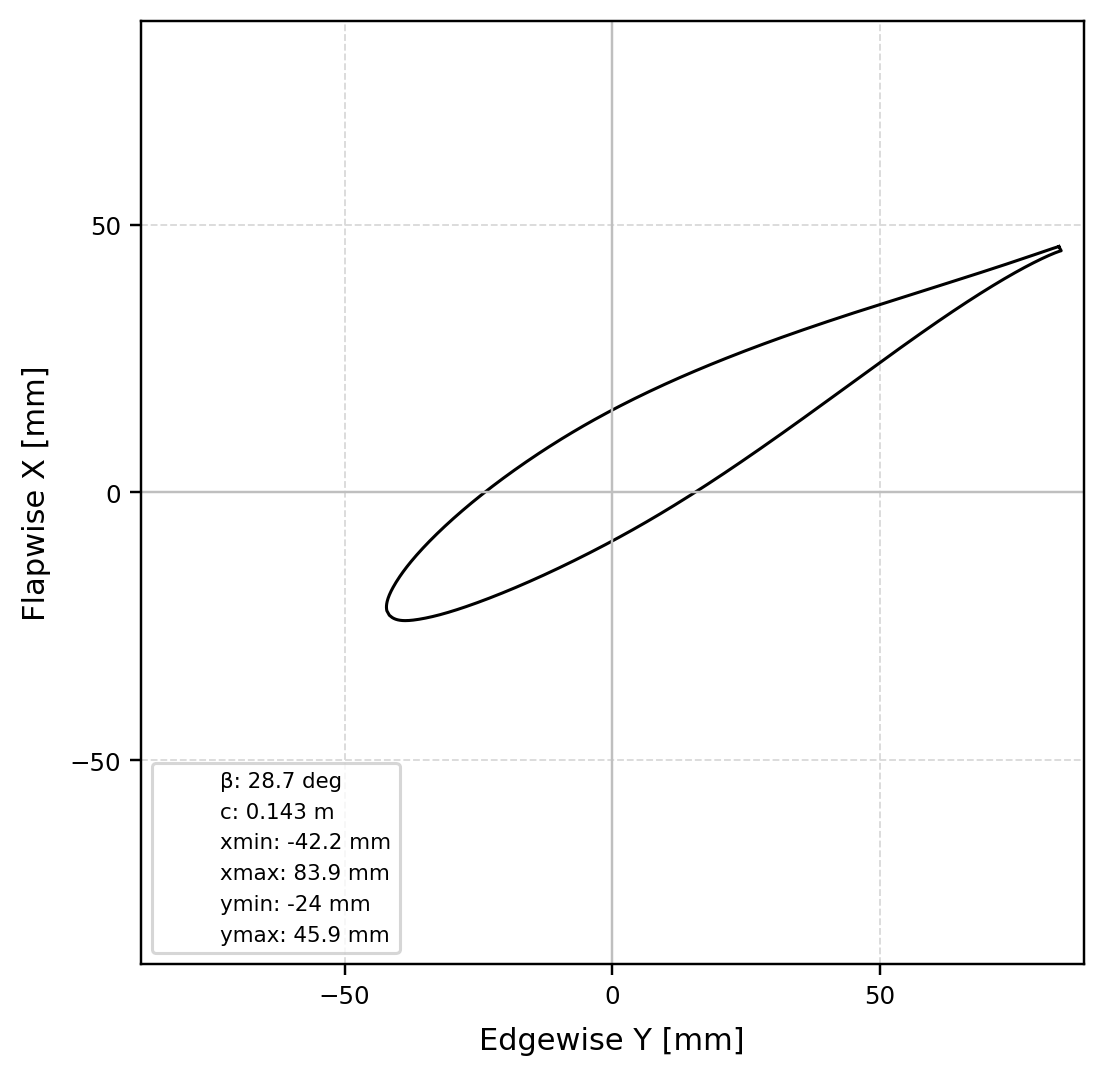 Flapwise X [mm]
50
0
−50
β: 28.7 deg
c: 0.143 m
xmin: -42.2 mm
xmax: 83.9 mm
ymin: -24 mm
ymax: 45.9 mm
−50
0
50
Edgewise Y [mm]